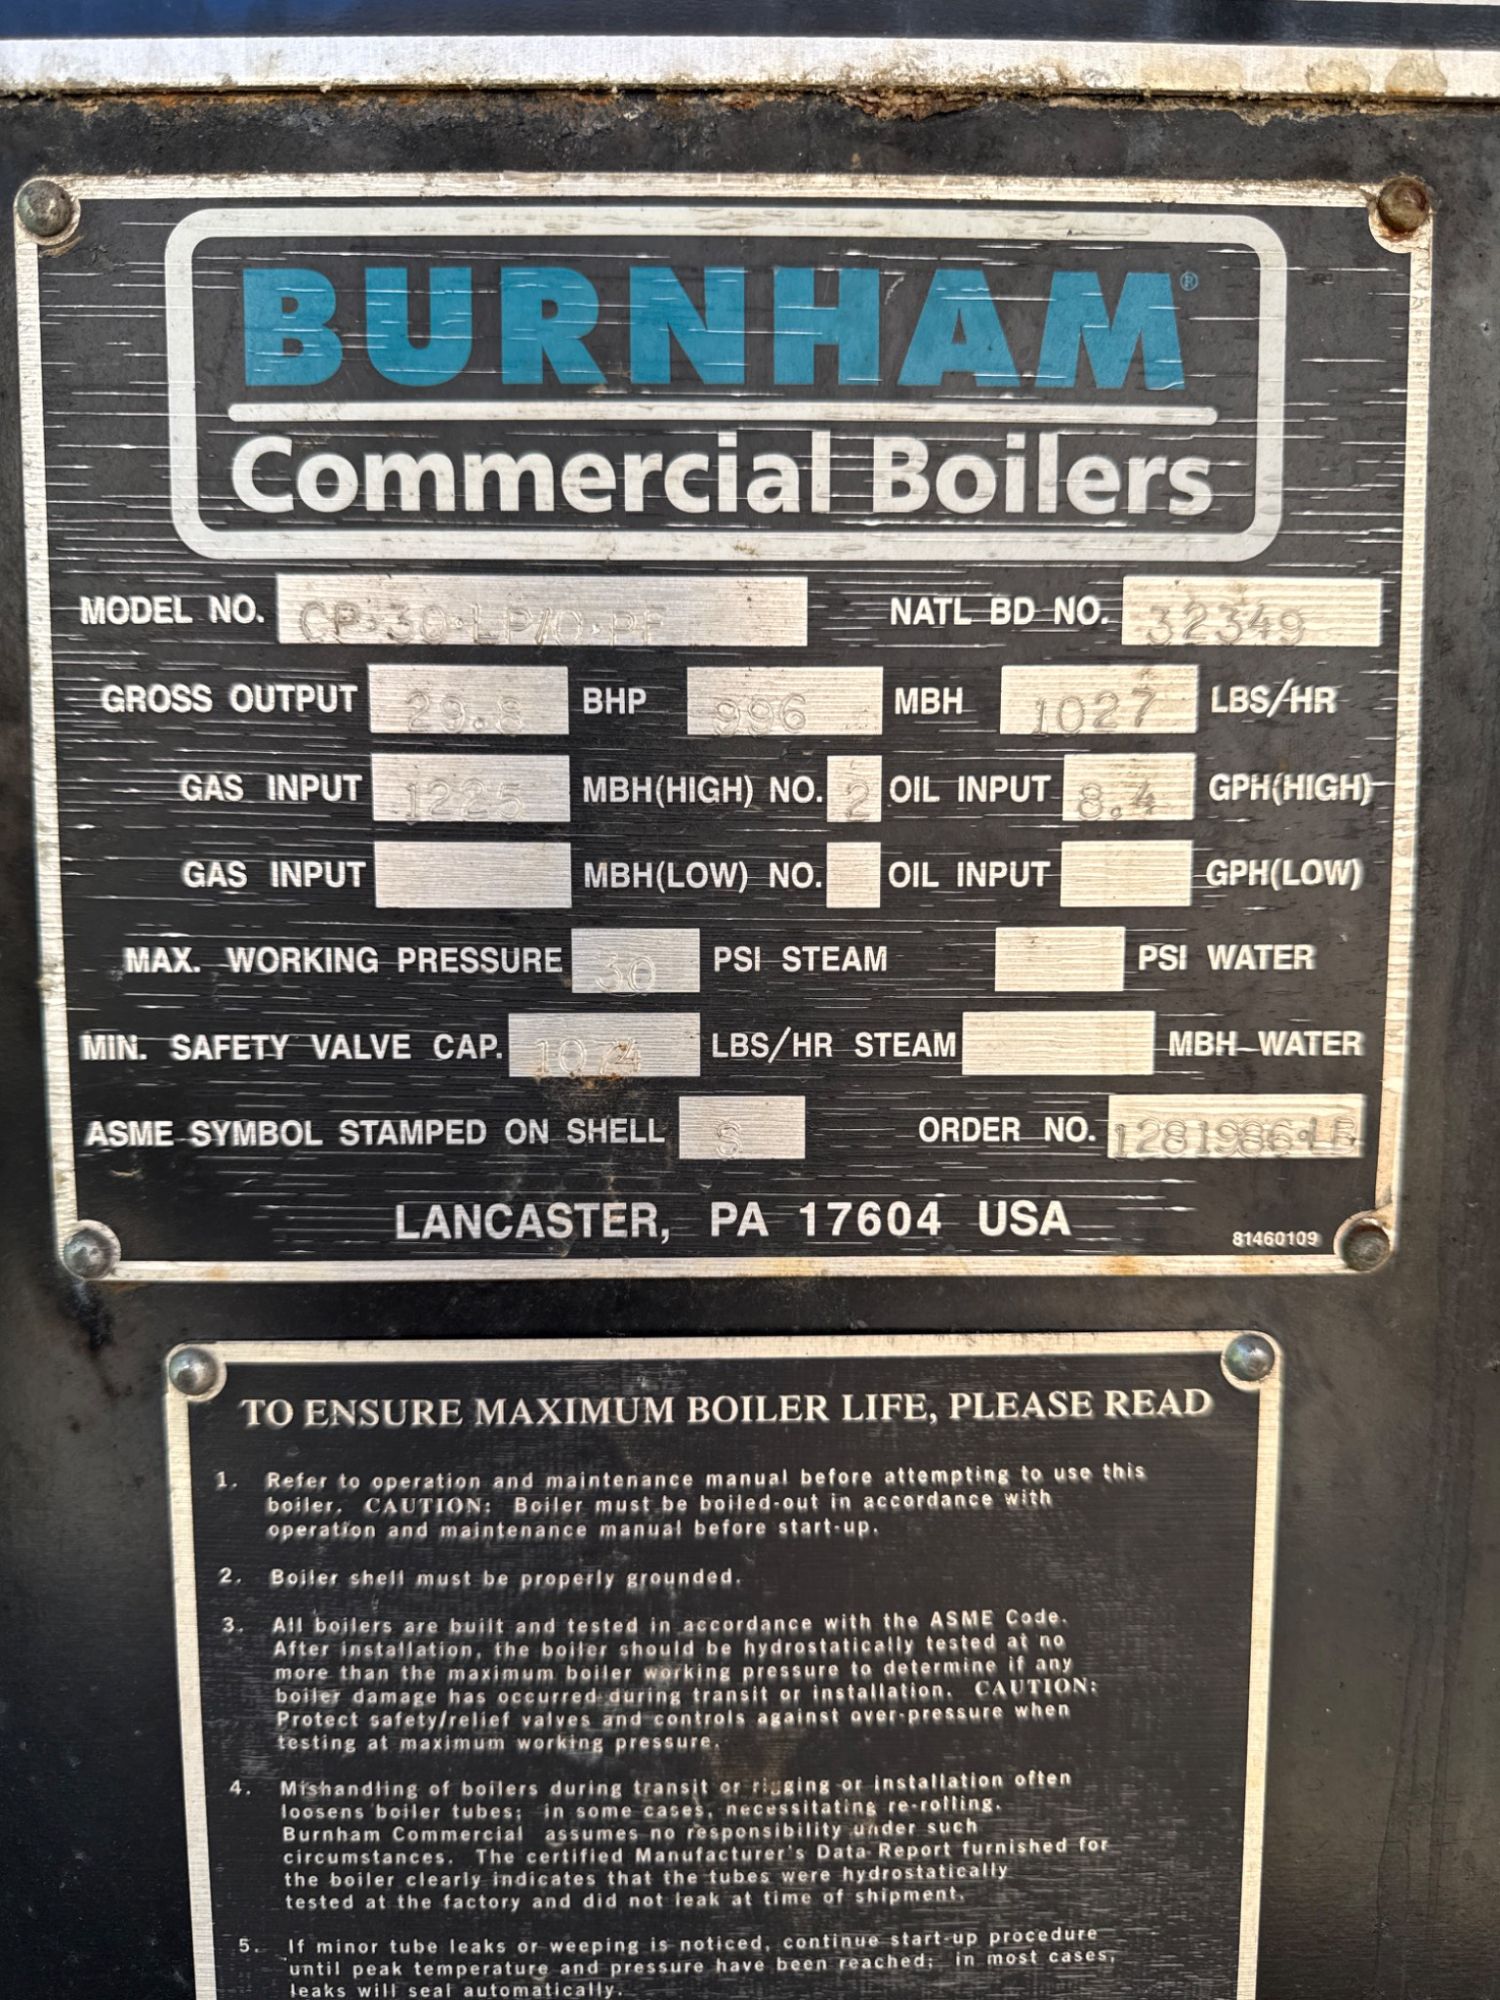 BURNHAM®
Commercial Boilers
MODEL NO. CP·30·LP/O·PF NATL BD NO. 32349
GROSS OUTPUT 29.8 BHP 996 MBH 1027 LBS/HR
GAS INPUT 1225 MBH(HIGH) NO. 2 OIL INPUT 8.4 GPH(HIGH)
GAS INPUT MBH(LOW) NO. OIL INPUT GPH(LOW)
MAX. WORKING PRESSURE 30 PSI STEAM PSI WATER
MIN. SAFETY VALVE CAP. 1074 LBS/HR STEAM MBH WATER
ASME SYMBOL STAMPED ON SHELL S ORDER NO.
LANCASTER, PA 17604 USA 81460109
TO ENSURE MAXIMUM BOILER LIFE, PLEASE READ
1. Refer to operation and maintenance manual before attempting to use this
boiler. CAUTION: Boiler must be boiled-out in accordance with
operation and maintenance manual before start-up.
2. Boiler shell must be properly grounded.
3. All boilers are built and tested in accordance with the ASME Code.
After installation, the boiler should be hydrostatically tested at no
more than the maximum boiler working pressure to determine if any
boiler damage has occurred during transit or installation. CAUTION:
Protect safety/relief valves and controls against over-pressure when
testing at maximum working pressure.
4. Mishandling of boilers during transit or rigging or installation often
loosens boiler tubes; in some cases, necessitating re-rolling.
Burnham Commercial assumes no responsibility under such
circumstances. The certified Manufacturer's Data Report furnished for
the boiler clearly indicates that the tubes were hydrostatically
tested at the factory and did not leak at time of shipment.
5. If minor tube leaks or weeping is noticed, continue start-up procedure
until peak temperature and pressure have been reached; in most cases,
leaks will seal automatically.